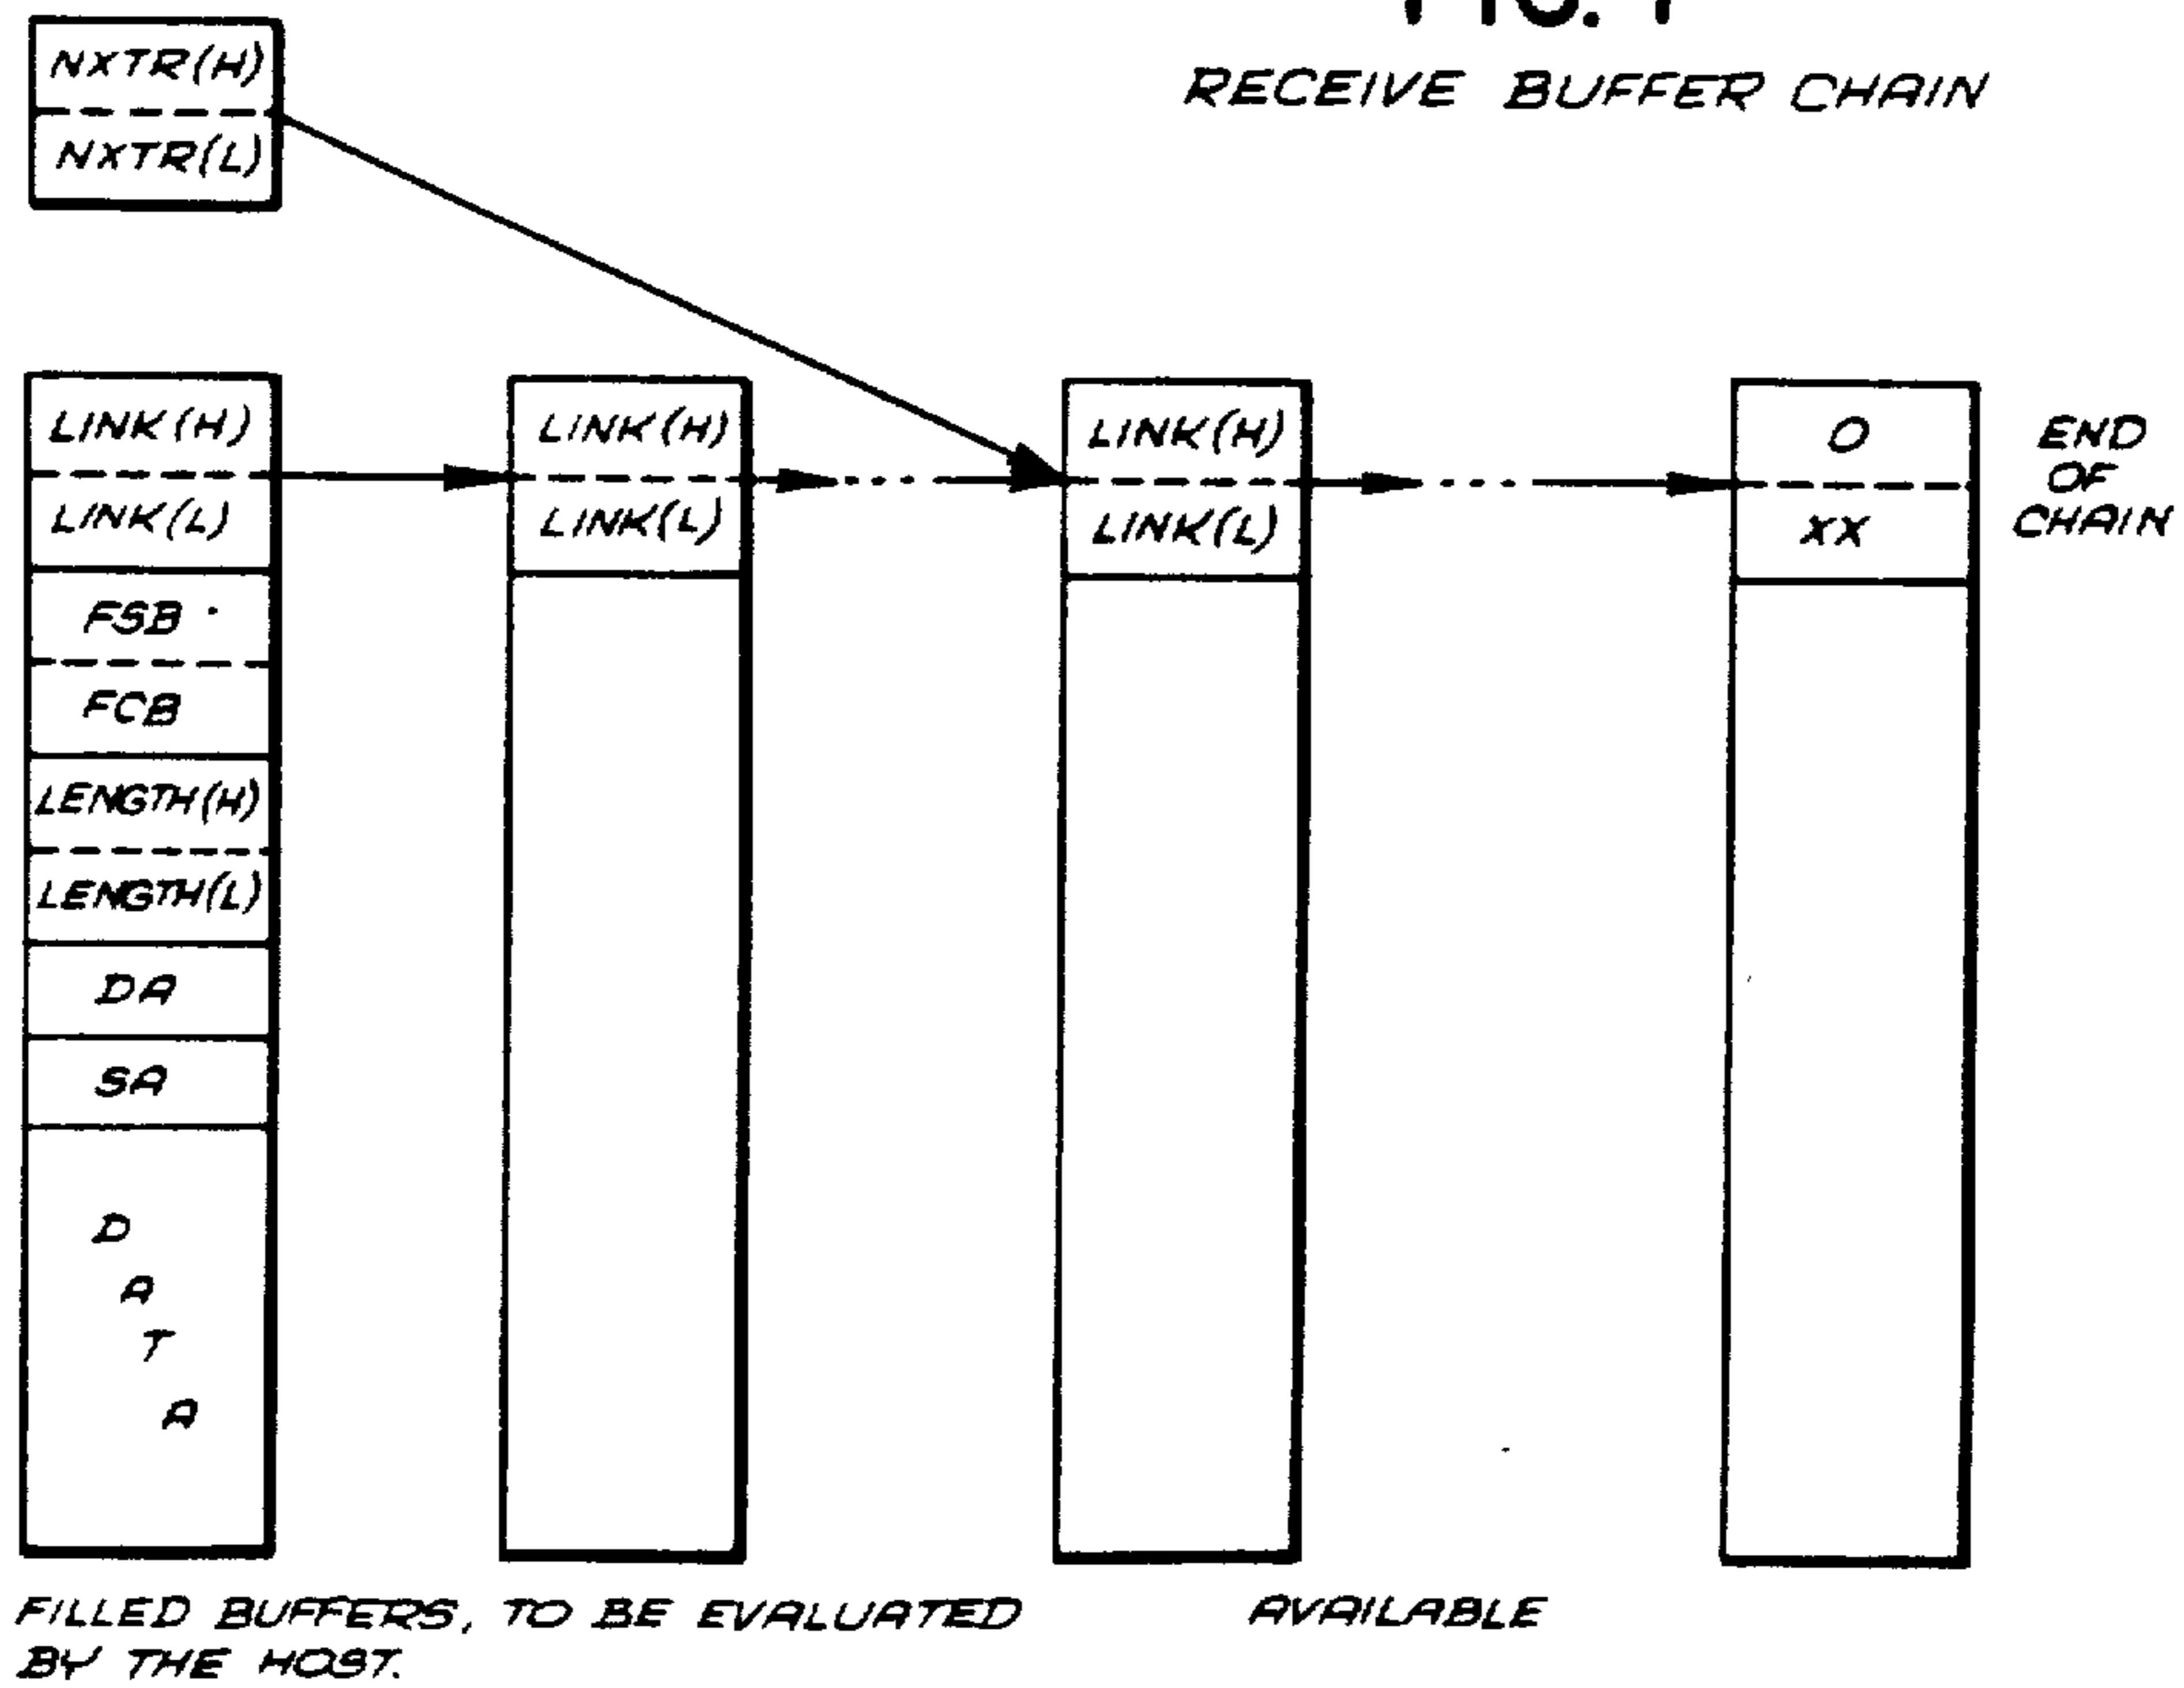 RECEIVE BUFFER CHAIN
NXTR(H)
NXTR(L)
LINK(H)
LINK(L)
FSB
FCB
LENGTH(H)
LENGTH(L)
DA
SA
DATA
LINK(H)
LINK(L)
LINK(H)
LINK(L)
0
XX
END
OF
CHAIN
FILLED BUFFERS, TO BE EVALUATED
BY THE HOST.
AVAILABLE